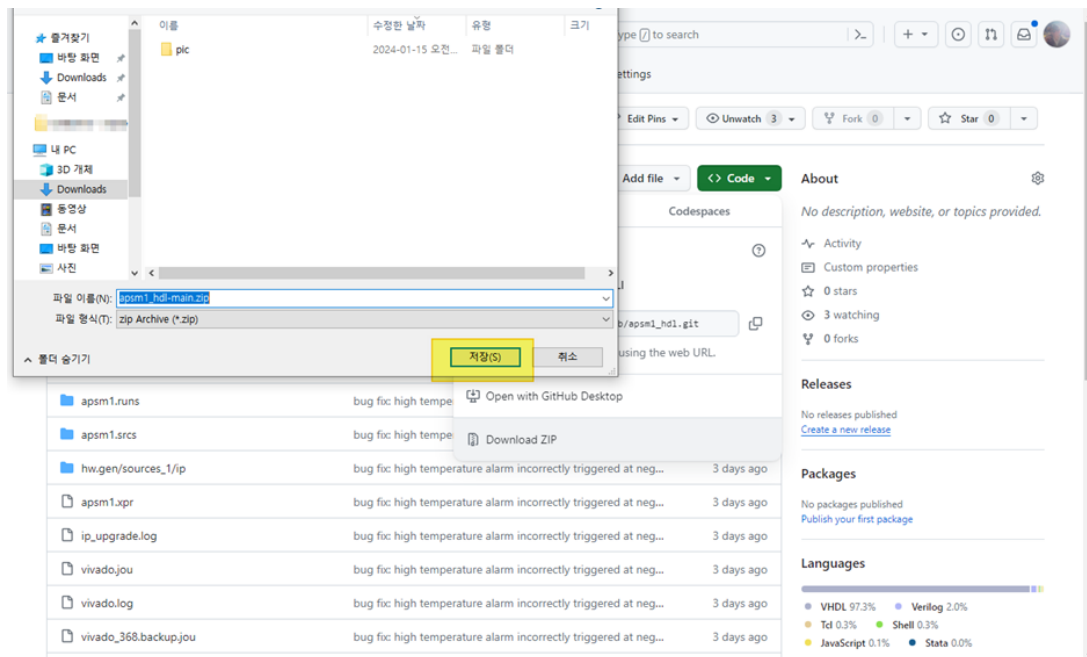 이름 수정한 날짜 유형 크기
즐겨찾기
바탕 화면
Downloads
문서
pic 2024-01-15 오전... 파일 폴더
내 PC
3D 개체
Downloads
동영상
문서
바탕 화면
사진
파일 이름(N): apsm1_hdl-main.zip
파일 형식(T): zip Archive (*.zip)
폴더 숨기기
저장(S) 취소
ype / to search
ettings
Edit Pins Unwatch 3 Fork 0 Star 0
Add file <> Code
Codespaces
b/apsm1_hdl.git
using the web URL.
Open with GitHub Desktop
Download ZIP
apsm1.runs bug fix: high tempe
apsm1.srcs bug fix: high tempe
hw.gen/sources_1/ip bug fix: high temperature alarm incorrectly triggered at neg... 3 days ago
apsm1.xpr bug fix: high temperature alarm incorrectly triggered at neg... 3 days ago
ip_upgrade.log bug fix: high temperature alarm incorrectly triggered at neg... 3 days ago
vivado.jou bug fix: high temperature alarm incorrectly triggered at neg... 3 days ago
vivado.log bug fix: high temperature alarm incorrectly triggered at neg... 3 days ago
vivado_368.backup.jou bug fix: high temperature alarm incorrectly triggered at neg... 3 days ago
About
No description, website, or topics provided.
Activity
Custom properties
0 stars
3 watching
0 forks
Releases
No releases published
Create a new release
Packages
No packages published
Publish your first package
Languages
VHDL 97.3% Verilog 2.0%
Tcl 0.3% Shell 0.3%
JavaScript 0.1% Stata 0.0%